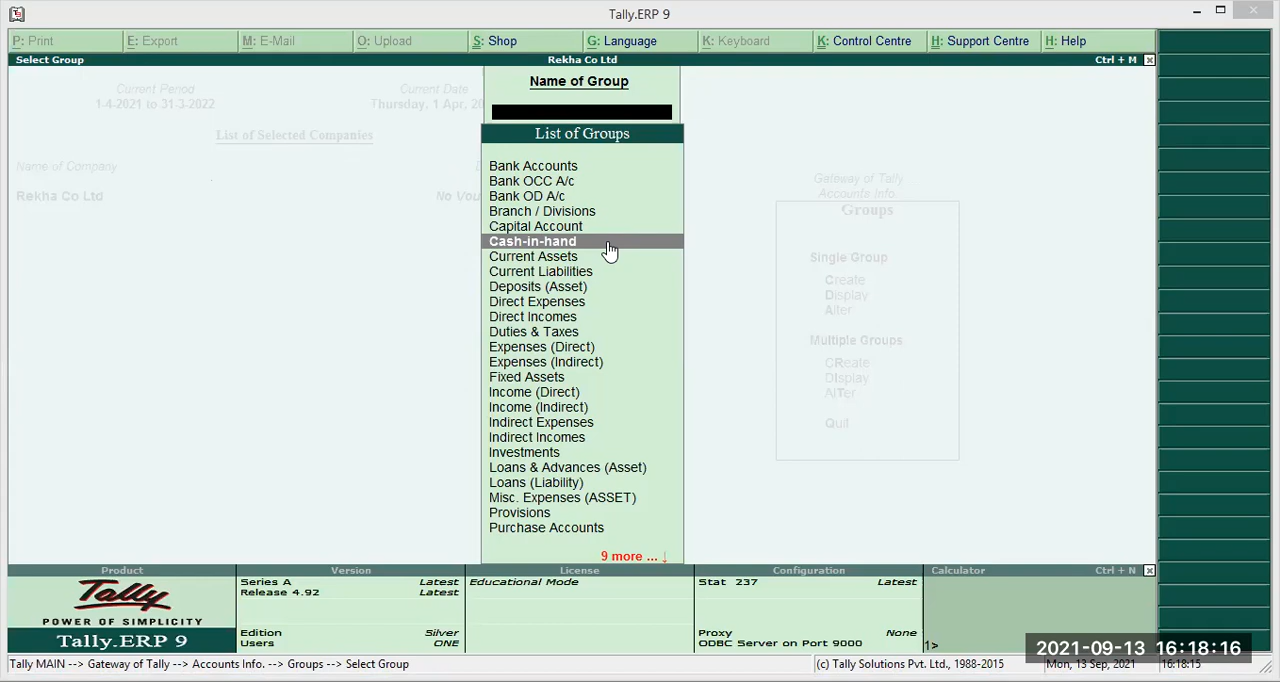 Tally.ERP 9
P: Print
E: Export
M: E-Mail
O: Upload
S: Shop
G: Language
K: Keyboard
K: Control Centre
H: Support Centre
H: Help
Select Group
Rekha Co Ltd
Ctrl + M
Current Period
1-4-2021 to 31-3-2022
Current Date
Thursday, 1 Apr, 20
List of Selected Companies
Name of Company
Rekha Co Ltd
No Vou
Name of Group
List of Groups
Bank Accounts
Bank OCC A/c
Bank OD A/c
Branch / Divisions
Capital Account
Cash-in-hand
Current Assets
Current Liabilities
Deposits (Asset)
Direct Expenses
Direct Incomes
Duties & Taxes
Expenses (Direct)
Expenses (Indirect)
Fixed Assets
Income (Direct)
Income (Indirect)
Indirect Expenses
Indirect Incomes
Investments
Loans & Advances (Asset)
Loans (Liability)
Misc. Expenses (ASSET)
Provisions
Purchase Accounts
9 more ... ↓
Gateway of Tally
Accounts Info.
Groups
Single Group
Create
Display
Alter
Multiple Groups
CReate
DIsplay
AlTer
Quit
Product
Tally
POWER OF SIMPLICITY
Tally.ERP 9
Version
Series A Latest
Release 4.92 Latest
Edition Silver
Users ONE
License
Educational Mode
Configuration
Stat 237 Latest
Proxy None
ODBC Server on Port 9000
Calculator
Ctrl + N
1>
2021-09-13 16:18:16
Tally MAIN --> Gateway of Tally --> Accounts Info. --> Groups --> Select Group
(c) Tally Solutions Pvt. Ltd., 1988-2015
Mon, 13 Sep, 2021
16:18:15